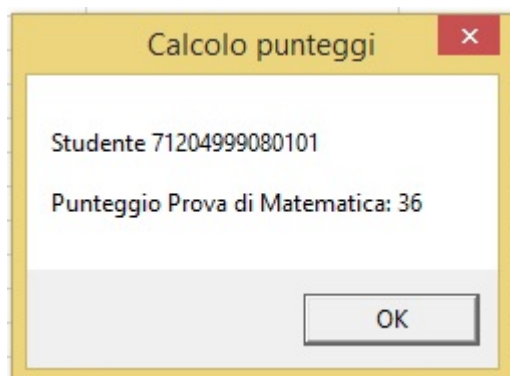 Calcolo punteggi
Studente 71204999080101
Punteggio Prova di Matematica: 36
OK